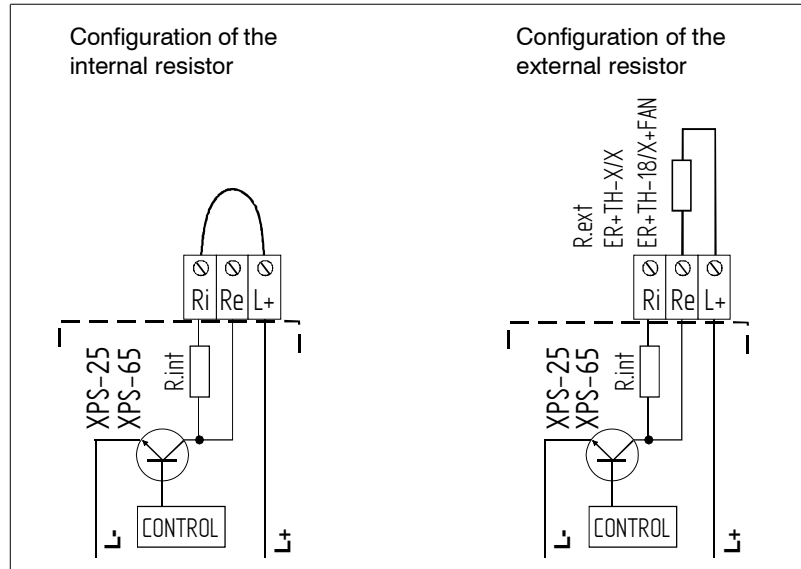 Configuration of the
internal resistor
Ri Re L+
XPS-25
XPS-65
R.int
CONTROL
L-
L+
Configuration of the
external resistor
R.ext
ER+TH-X/X
ER+TH-18/X+FAN
Ri Re L+
XPS-25
XPS-65
R.int
CONTROL
L-
L+